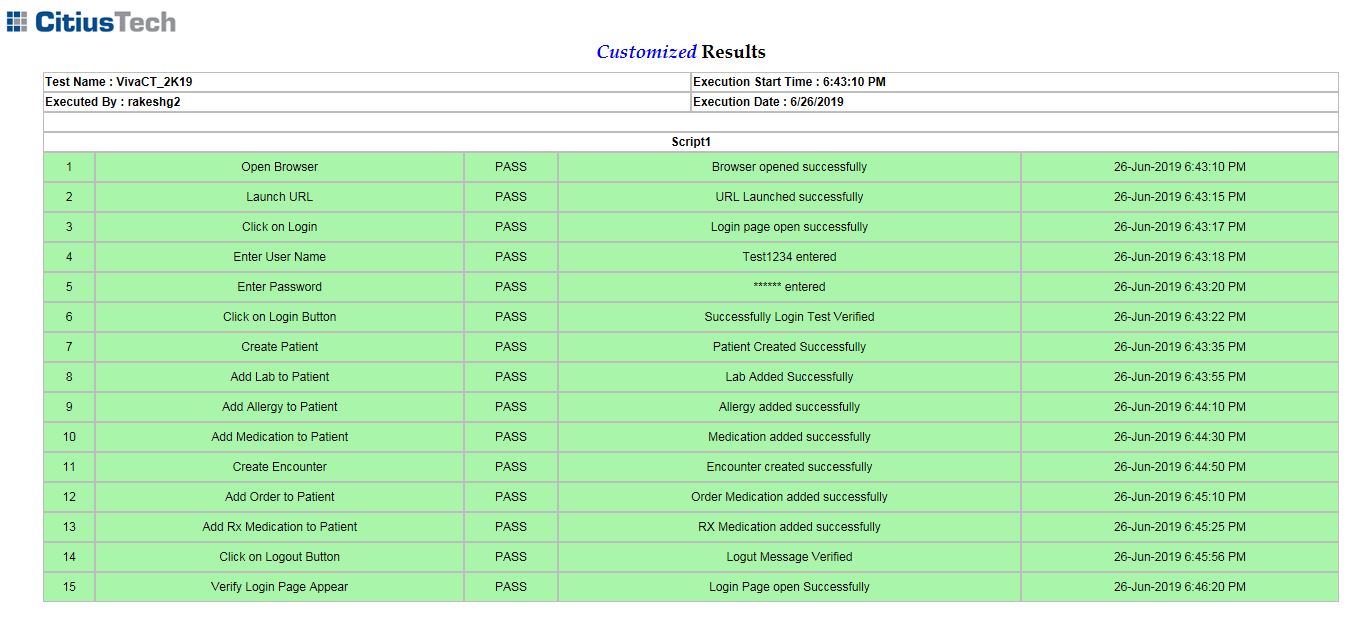 CitiusTech
Customized Results
Test Name : VivaCT_2K19 Execution Start Time : 6:43:10 PM
Executed By : rakeshg2 Execution Date : 6/26/2019
Script1
1 Open Browser PASS Browser opened successfully 26-Jun-2019 6:43:10 PM
2 Launch URL PASS URL Launched successfully 26-Jun-2019 6:43:15 PM
3 Click on Login PASS Login page open successfully 26-Jun-2019 6:43:17 PM
4 Enter User Name PASS Test1234 entered 26-Jun-2019 6:43:18 PM
5 Enter Password PASS ****** entered 26-Jun-2019 6:43:20 PM
6 Click on Login Button PASS Successfully Login Test Verified 26-Jun-2019 6:43:22 PM
7 Create Patient PASS Patient Created Successfully 26-Jun-2019 6:43:35 PM
8 Add Lab to Patient PASS Lab Added Successfully 26-Jun-2019 6:43:55 PM
9 Add Allergy to Patient PASS Allergy added successfully 26-Jun-2019 6:44:10 PM
10 Add Medication to Patient PASS Medication added successfully 26-Jun-2019 6:44:30 PM
11 Create Encounter PASS Encounter created successfully 26-Jun-2019 6:44:50 PM
12 Add Order to Patient PASS Order Medication added successfully 26-Jun-2019 6:45:10 PM
13 Add Rx Medication to Patient PASS RX Medication added successfully 26-Jun-2019 6:45:25 PM
14 Click on Logout Button PASS Logut Message Verified 26-Jun-2019 6:45:56 PM
15 Verify Login Page Appear PASS Login Page open Successfully 26-Jun-2019 6:46:20 PM